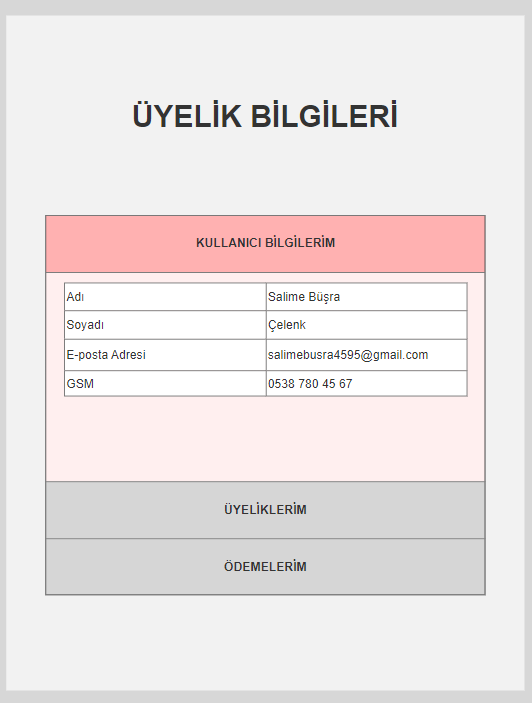 ÜYELİK BİLGİLERİ
KULLANICI BİLGİLERİM
Adı Salime Büşra
Soyadı Çelenk
E-posta Adresi salimebusra4595@gmail.com
GSM 0538 780 45 67
ÜYELİKLERİM
ÖDEMELERİM